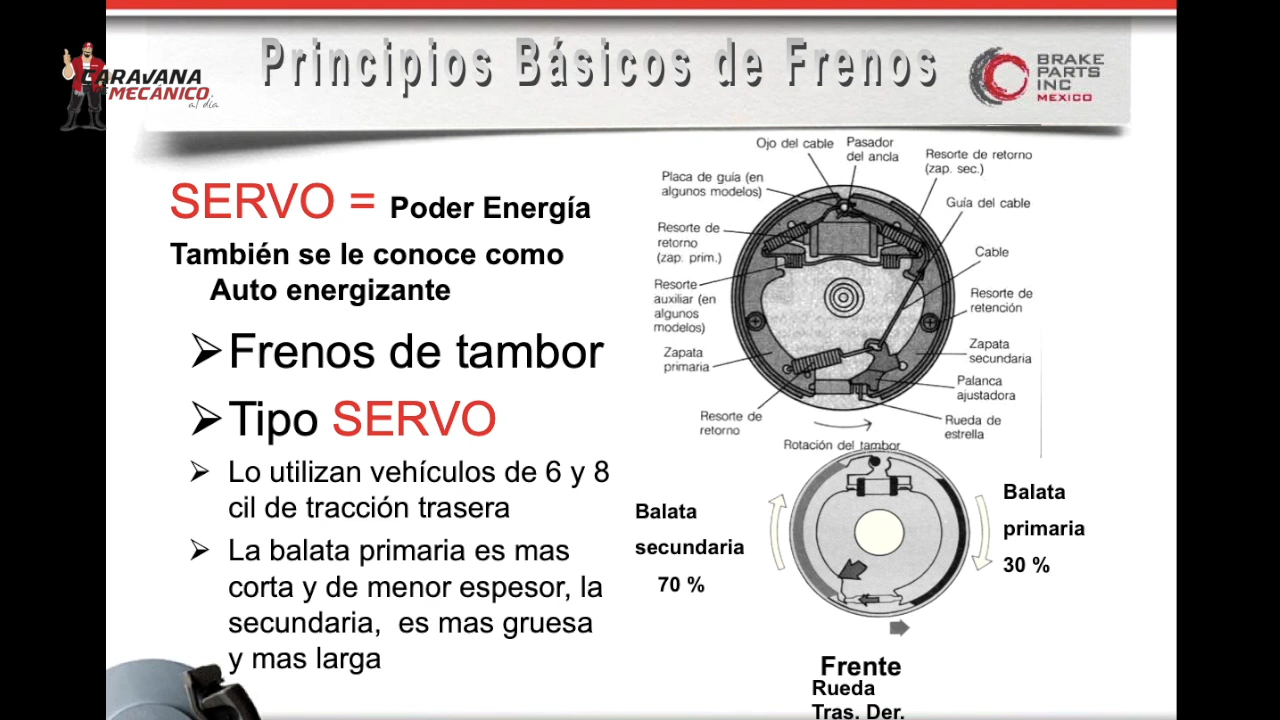 Principios Básicos de Frenos
CARAVANA
MECÁNICO
al día
BRAKE
PARTS
INC
MEXICO
SERVO = Poder Energía
También se le conoce como
Auto energizante
Frenos de tambor
Tipo SERVO
Lo utilizan vehículos de 6 y 8
cil de tracción trasera
La balata primaria es mas
corta y de menor espesor, la
secundaria, es mas gruesa
y mas larga
Ojo del cable
Pasador
del ancla
Resorte de retorno
(zap. sec.)
Placa de guía (en
algunos modelos)
Guía del cable
Resorte de
retorno
(zap. prim.)
Cable
Resorte
auxiliar (en
algunos
modelos)
Resorte de
retención
Zapata
primaria
Zapata
secundaria
Palanca
ajustadora
Resorte de
retorno
Rueda de
estrella
Rotación del tambor
Balata
secundaria
70 %
Balata
primaria
30 %
Frente
Rueda
Tras. Der.